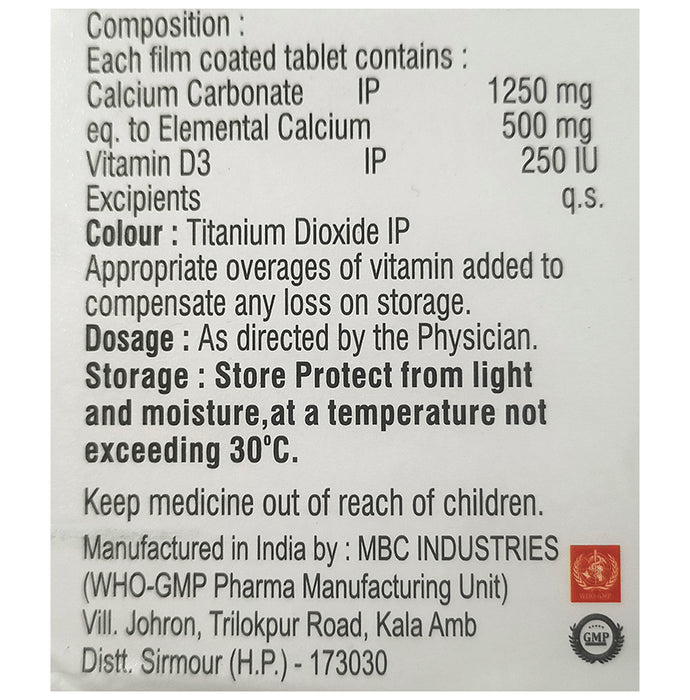 Composition :
Each film coated tablet contains :
Calcium Carbonate IP 1250 mg
eq. to Elemental Calcium 500 mg
Vitamin D3 IP 250 IU
Excipients q.s.
Colour : Titanium Dioxide IP
Appropriate overages of vitamin added to
compensate any loss on storage.
Dosage : As directed by the Physician.
Storage : Store Protect from light
and moisture,at a temperature not
exceeding 30°C.
Keep medicine out of reach of children.
Manufactured in India by : MBC INDUSTRIES
(WHO-GMP Pharma Manufacturing Unit)
WHO-GMP
Vill. Johron, Trilokpur Road, Kala Amb
GMP
Distt. Sirmour (H.P.) - 173030